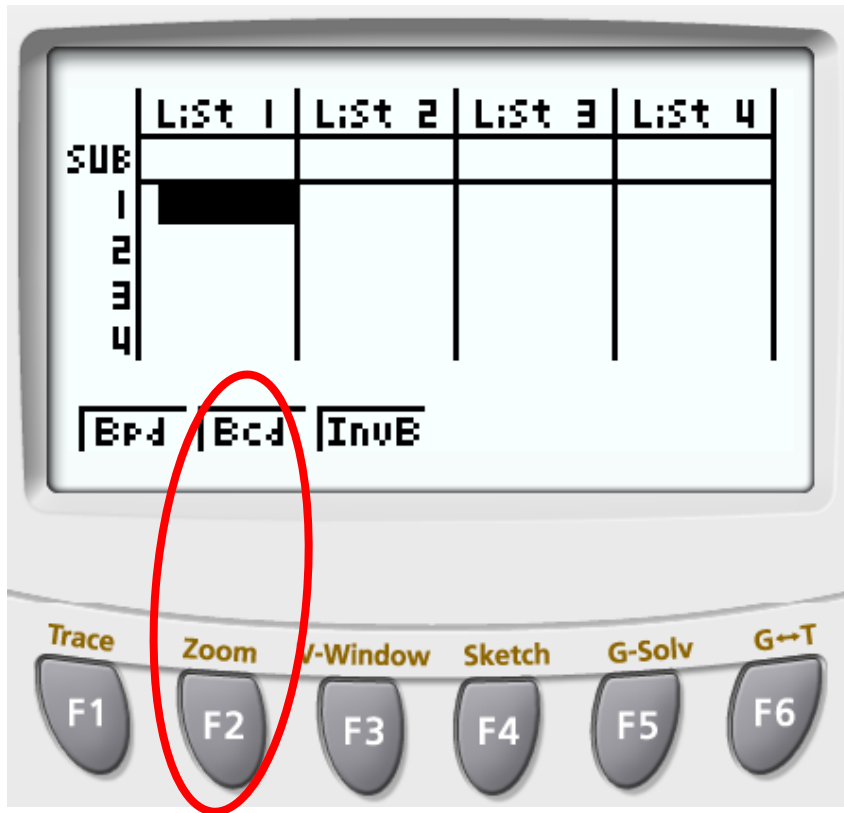 List 1 List 2 List 3 List 4
SUB
1
2
3
4
Bpd Bcd InvB
Trace Zoom V-Window Sketch G-Solv G↔T
F1 F2 F3 F4 F5 F6